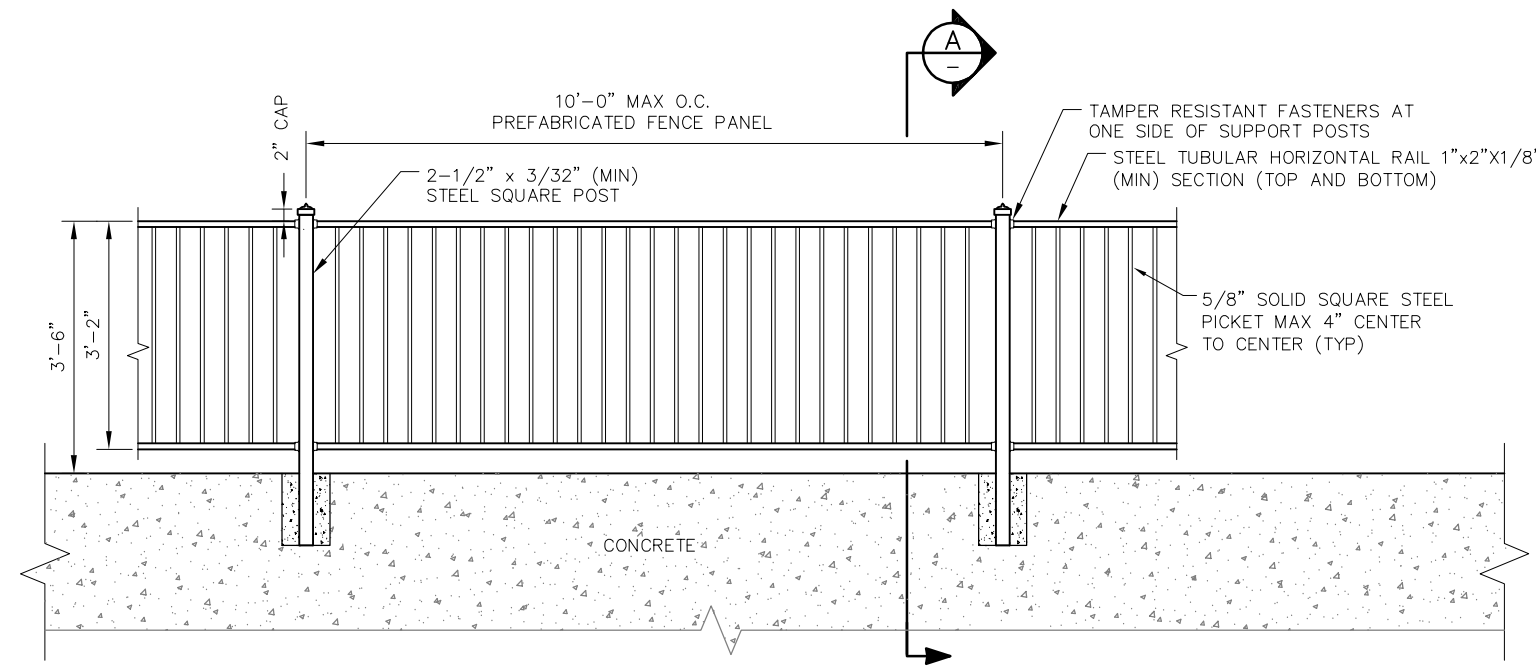 A
–
10'-0" MAX O.C.
PREFABRICATED FENCE PANEL
2" CAP
TAMPER RESISTANT FASTENERS AT
ONE SIDE OF SUPPORT POSTS
STEEL TUBULAR HORIZONTAL RAIL 1"x2"X1/8"
(MIN) SECTION (TOP AND BOTTOM)
2-1/2" x 3/32" (MIN)
STEEL SQUARE POST
3'-6"
3'-2"
5/8" SOLID SQUARE STEEL
PICKET MAX 4" CENTER
TO CENTER (TYP)
CONCRETE